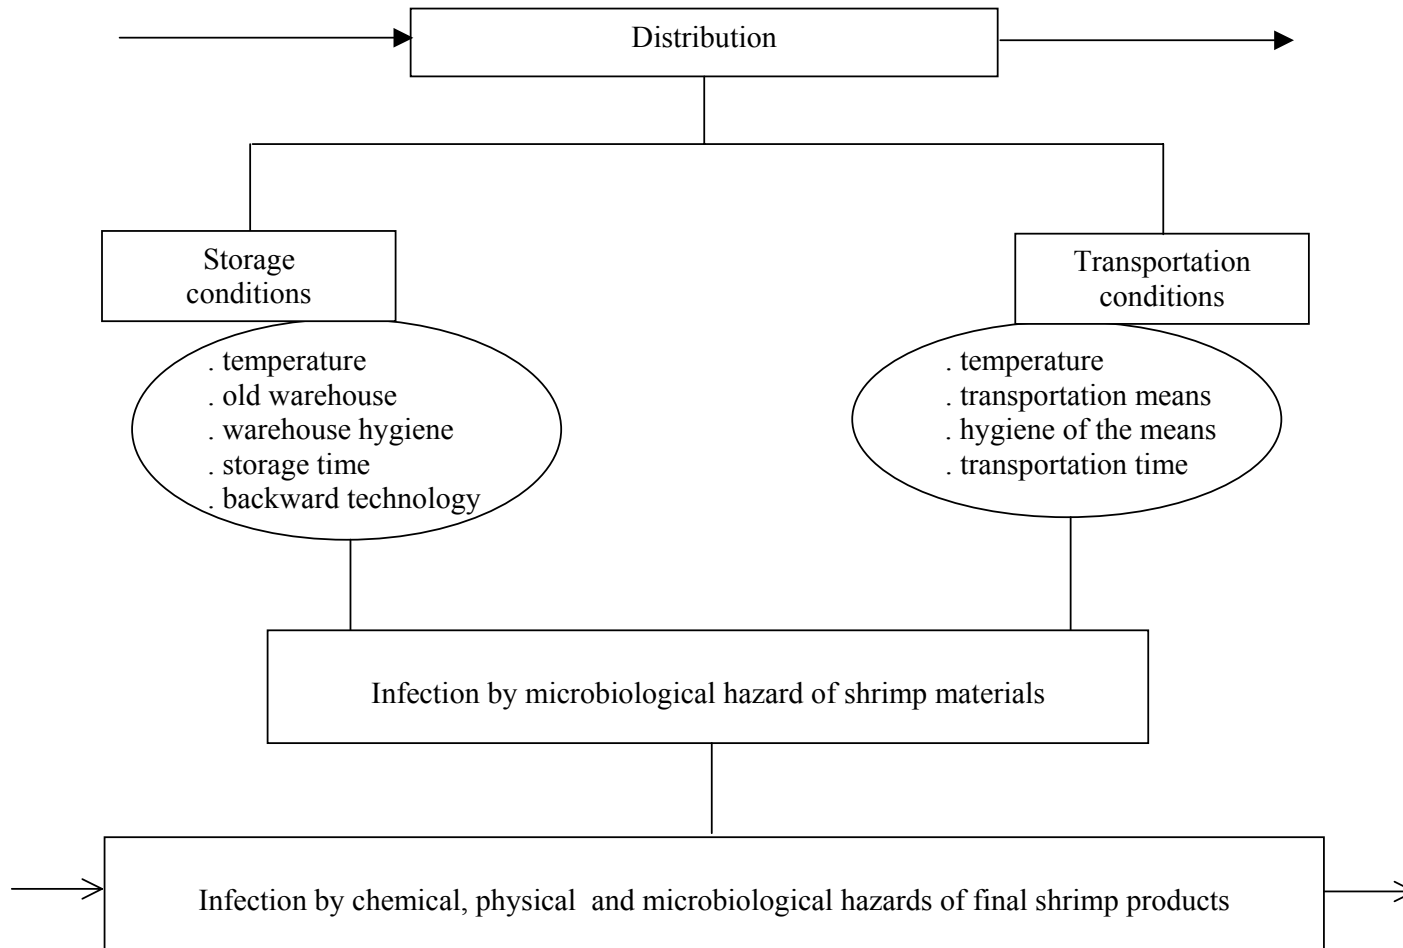 Distribution
Storage
conditions
Transportation
conditions
. temperature
. old warehouse
. warehouse hygiene
. storage time
. backward technology
. temperature
. transportation means
. hygiene of the means
. transportation time
Infection by microbiological hazard of shrimp materials
Infection by chemical, physical and microbiological hazards of final shrimp products